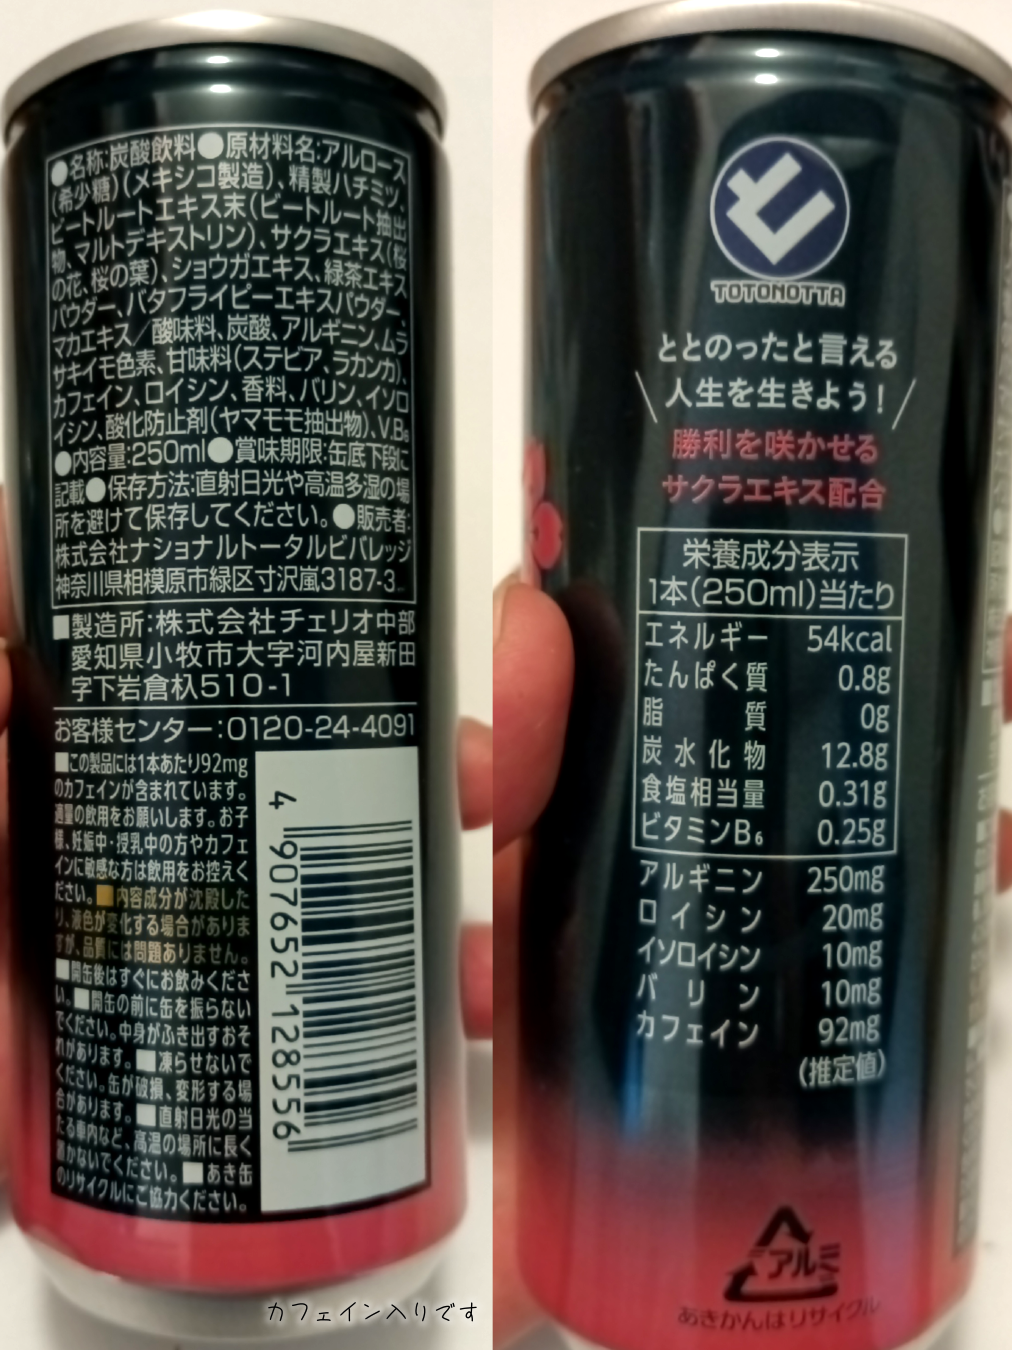 ●名称:炭酸飲料●原材料名:アルロース
(希少糖)(メキシコ製造)、精製ハチミツ、
ビートルートエキス末(ビートルート抽出
物、マルトデキストリン)、サクラエキス(桜
の花、桜の葉)、ショウガエキス、緑茶エキス
パウダー、バタフライピーエキスパウダー、
マカエキス/酸味料、炭酸、アルギニン、ムラ
サキイモ色素、甘味料(ステビア、ラカンカ)、
カフェイン、ロイシン、香料、バリン、イソロ
イシン、酸化防止剤(ヤマモモ抽出物)、V.B₆
●内容量:250ml●賞味期限:缶底下段に
記載●保存方法:直射日光や高温多湿の場
所を避けて保存してください。●販売者:
株式会社ナショナルトータルビバレッジ
神奈川県相模原市緑区寸沢嵐3187-3
■製造所:株式会社チェリオ中部
愛知県小牧市大字河内屋新田
字下岩倉杁510-1
お客様センター:0120-24-4091
■この製品には1本あたり92mg
のカフェインが含まれています。
適量の飲用をお願いします。お子
様、妊娠中・授乳中の方やカフェ
インに敏感な方は飲用をお控えく
ださい。■内容成分が沈殿した
り、液色が変化する場合がありま
すが、品質には問題ありません。
■開缶後はすぐにお飲みくださ
い。■開缶の前に缶を振らない
でください。中身がふき出すおそ
れがあります。■凍らせないで
ください。缶が破損、変形する場
合があります。■直射日光の当
たる車内など、高温の場所に長く
置かないでください。■あき缶
のリサイクルにご協力ください。
4 907652 128556
カフェイン入りです
TOTONOTTA
ととのったと言える
\人生を生きよう!/
勝利を咲かせる
サクラエキス配合
栄養成分表示
1本(250ml)当たり
エネルギー 54kcal
たんぱく質 0.8g
脂質 0g
炭水化物 12.8g
食塩相当量 0.31g
ビタミンB₆ 0.25g
アルギニン 250mg
ロイシン 20mg
イソロイシン 10mg
バリン 10mg
カフェイン 92mg
(推定値)
アルミ
あきかんはリサイクル